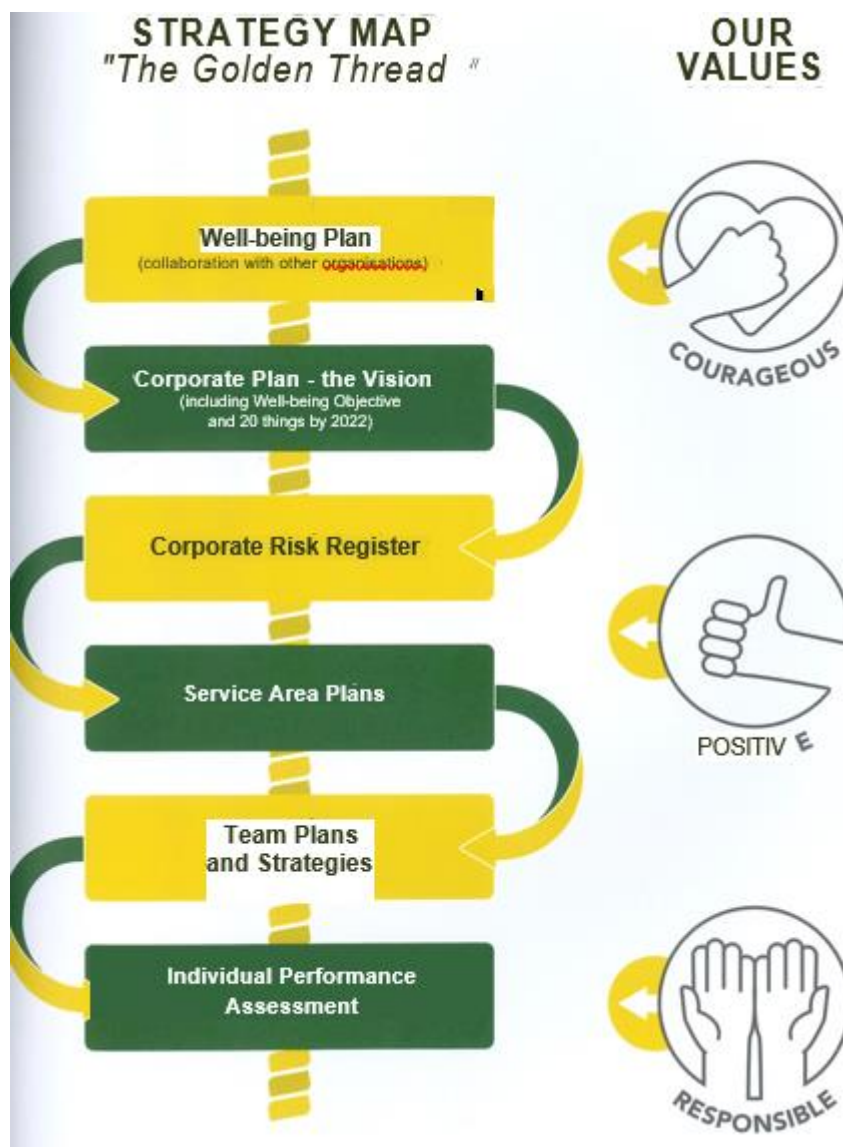 STRATEGY MAP
"The Golden Thread "
OUR
VALUES
Well-being Plan
(collaboration with other organisations)
Corporate Plan - the Vision
(including Well-being Objective
and 20 things by 2022)
Corporate Risk Register
Service Area Plans
Team Plans
and Strategies
Individual Performance
Assessment
COURAGEOUS
POSITIV E
RESPONSIBLE